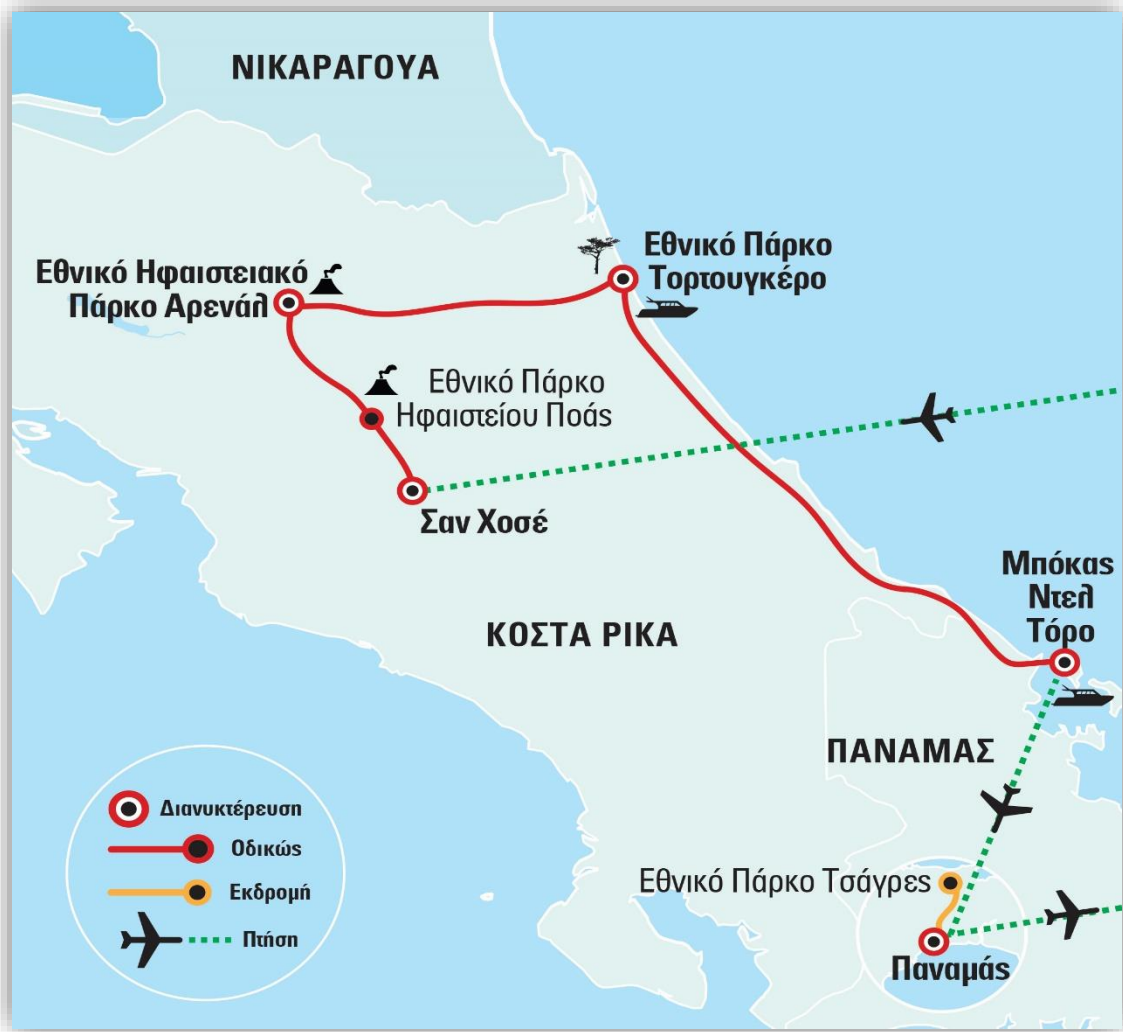 ΝΙΚΑΡΑΓΟΥΑ
Εθνικό Πάρκο
Τορτουγκέρο
Εθνικό Ηφαιστειακό
Πάρκο Αρενάλ
Εθνικό Πάρκο
Ηφαιστείου Ποάς
Σαν Χοσέ
Μπόκας
Ντελ
Τόρο
ΚΟΣΤΑ ΡΙΚΑ
ΠΑΝΑΜΑΣ
Διανυκτέρευση
Οδικώς
Εκδρομή
Πτήση
Εθνικό Πάρκο Τσάγρες
Παναμάς